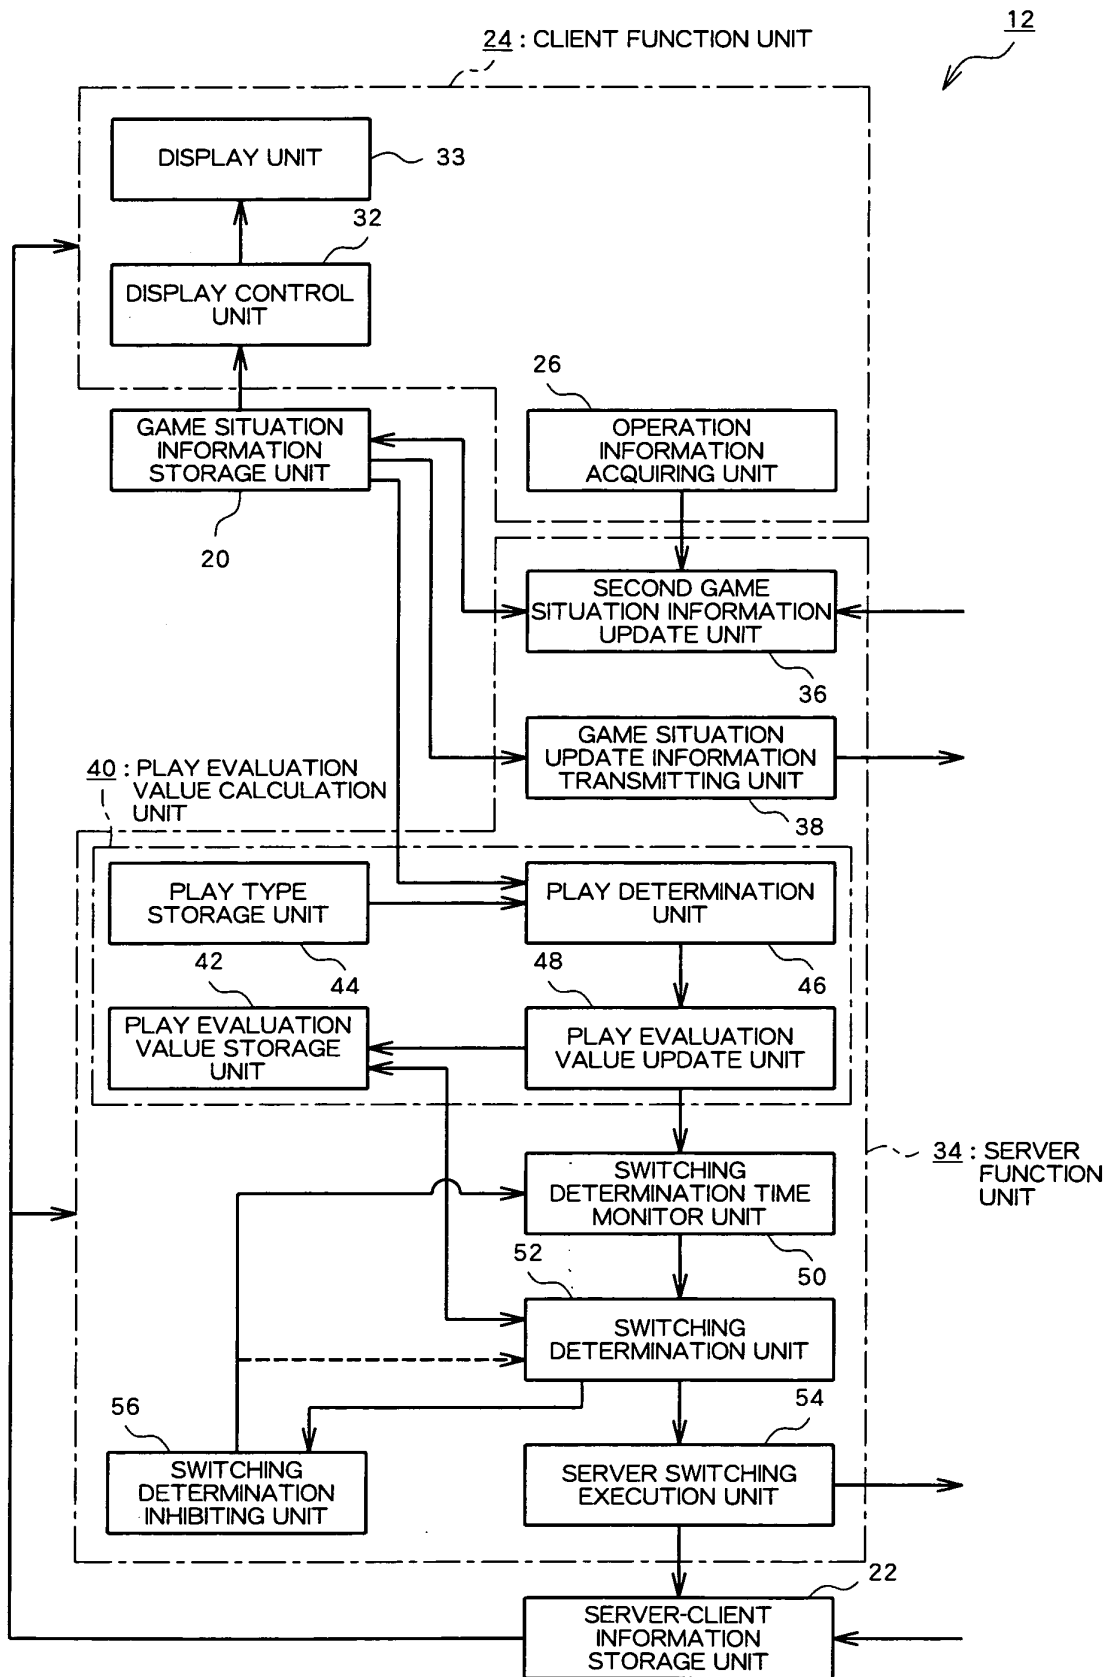 12
24 : CLIENT FUNCTION UNIT
DISPLAY UNIT
33
32
DISPLAY CONTROL
UNIT
26
GAME SITUATION
INFORMATION
STORAGE UNIT
20
OPERATION
INFORMATION
ACQUIRING UNIT
SECOND GAME
SITUATION INFORMATION
UPDATE UNIT
36
GAME SITUATION
UPDATE INFORMATION
TRANSMITTING UNIT
38
40 : PLAY EVALUATION
VALUE CALCULATION
UNIT
PLAY TYPE
STORAGE UNIT
44
PLAY DETERMINATION
UNIT
46
42
PLAY EVALUATION
VALUE STORAGE
UNIT
48
PLAY EVALUATION
VALUE UPDATE UNIT
34 : SERVER
FUNCTION
UNIT
SWITCHING
DETERMINATION TIME
MONITOR UNIT
50
52
SWITCHING
DETERMINATION UNIT
56
SWITCHING
DETERMINATION
INHIBITING UNIT
54
SERVER SWITCHING
EXECUTION UNIT
22
SERVER-CLIENT
INFORMATION
STORAGE UNIT